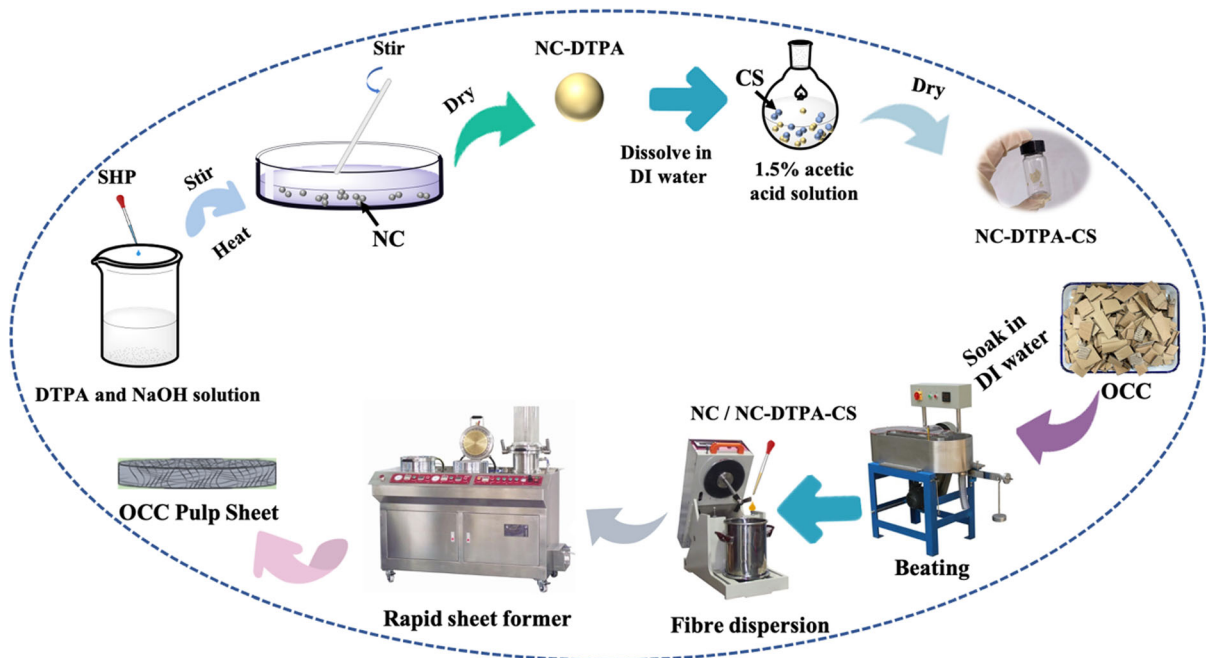 SHP
DTPA and NaOH solution
Stir
Heat
Stir
NC
Dry
NC-DTPA
Dissolve in
DI water
CS
1.5% acetic
acid solution
Dry
NC-DTPA-CS
OCC
Soak in
DI water
Beating
NC / NC-DTPA-CS
Fibre dispersion
Rapid sheet former
OCC Pulp Sheet